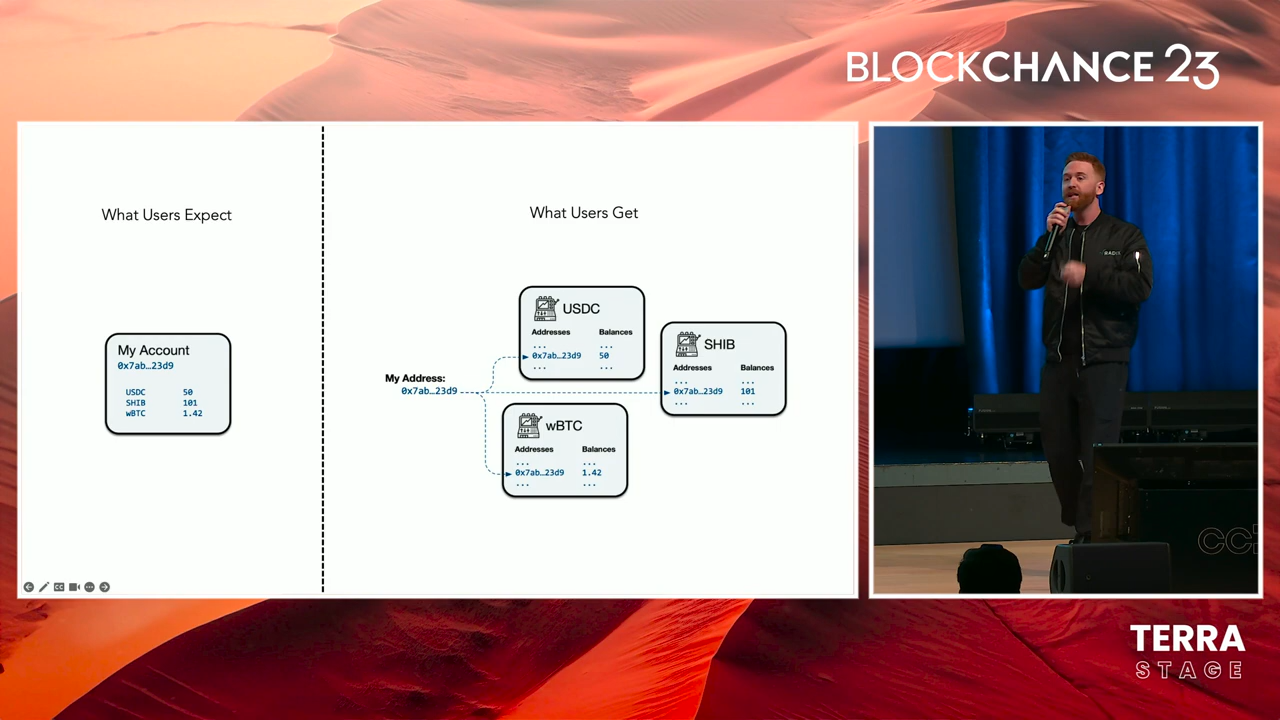 BLOCKCHANCE 23
What Users Expect
My Account
0x7ab…23d9
USDC 50
SHIB 101
wBTC 1.42
What Users Get
My Address:
0x7ab…23d9
USDC
Addresses Balances
... ...
0x7ab…23d9 50
... ...
SHIB
Addresses Balances
... ...
0x7ab…23d9 101
... ...
wBTC
Addresses Balances
... ...
0x7ab…23d9 1.42
... ...
CC
TERRA
STAGE